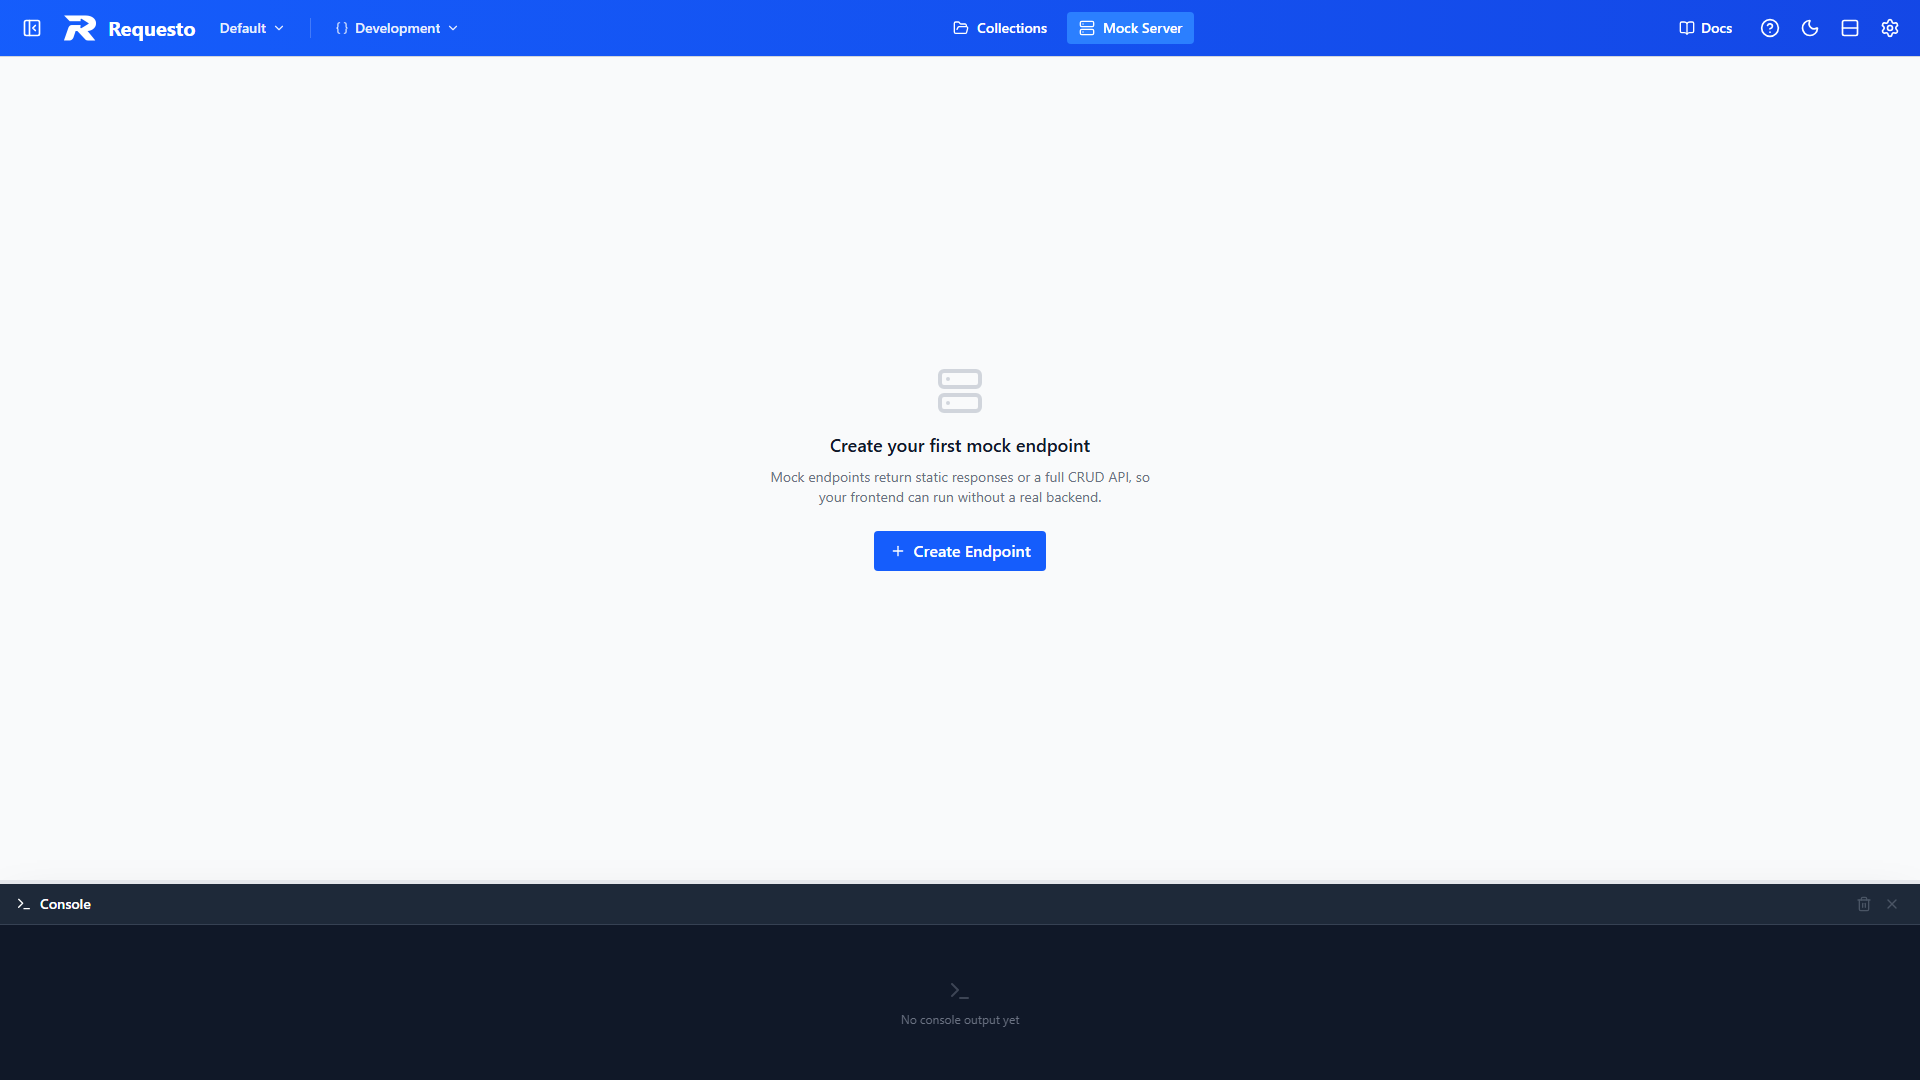 Requesto
Default
{ } Development
Collections
Mock Server
Docs
Create your first mock endpoint
Mock endpoints return static responses or a full CRUD API, so
your frontend can run without a real backend.
+ Create Endpoint
Console
No console output yet